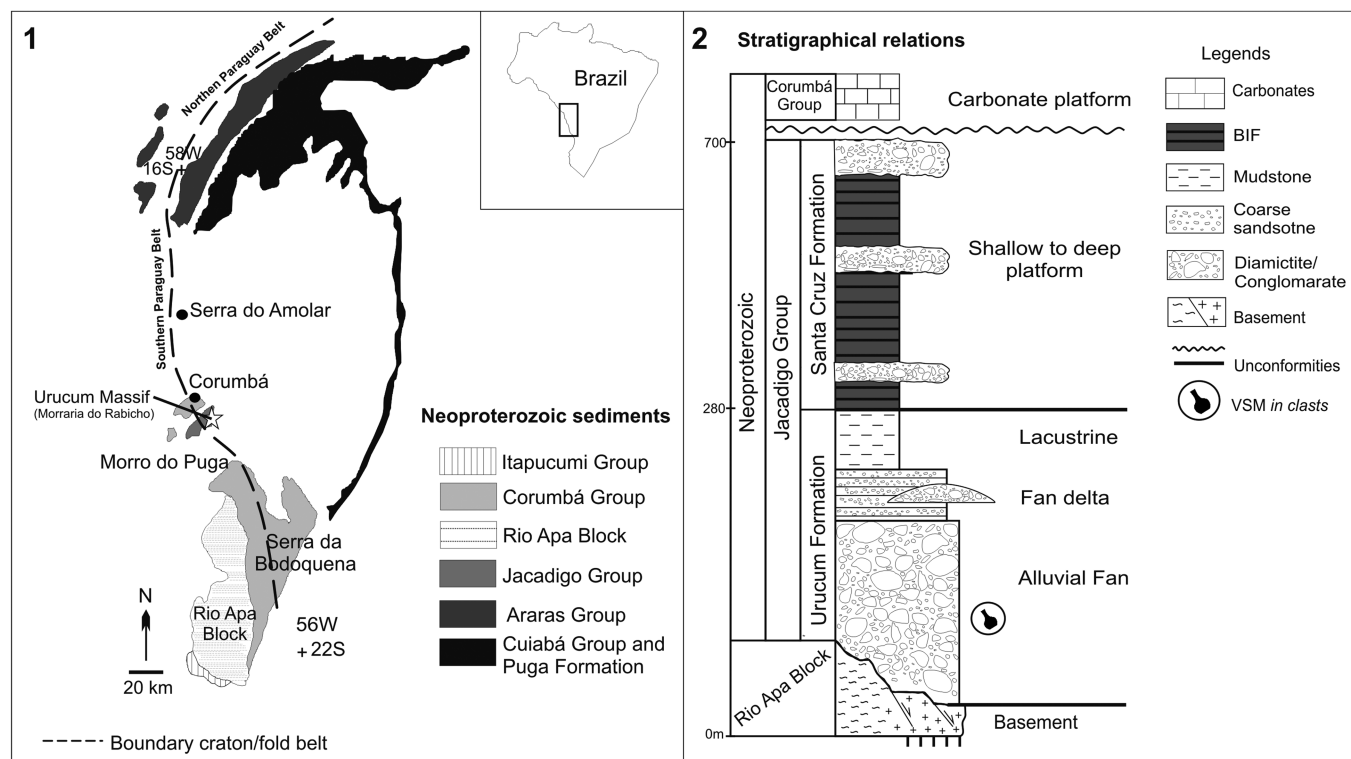 1
Northen Paraguay Belt
58W
16S+
Southern Paraguay Belt
Serra do Amolar
Corumbá
Urucum Massif
(Morraria do Rabicho)
Morro do Puga
Serra da
Bodoquena
Rio Apa
Block
N
20 km
56W
+ 22S
Boundary craton/fold belt
Brazil
Neoproterozoic sediments
Itapucumi Group
Corumbá Group
Rio Apa Block
Jacadigo Group
Araras Group
Cuiabá Group and
Puga Formation
2
Stratigraphical relations
700
280
0m
Neoproterozoic
Corumbá
Group
Jacadigo Group
Santa Cruz Formation
Urucum Formation
Rio Apa Block
Carbonate platform
Shallow to deep
platform
Lacustrine
Fan delta
Alluvial Fan
Basement
Legends
Carbonates
BIF
Mudstone
Coarse
sandsotne
Diamictite/
Conglomarate
Basement
Unconformities
VSM in clasts